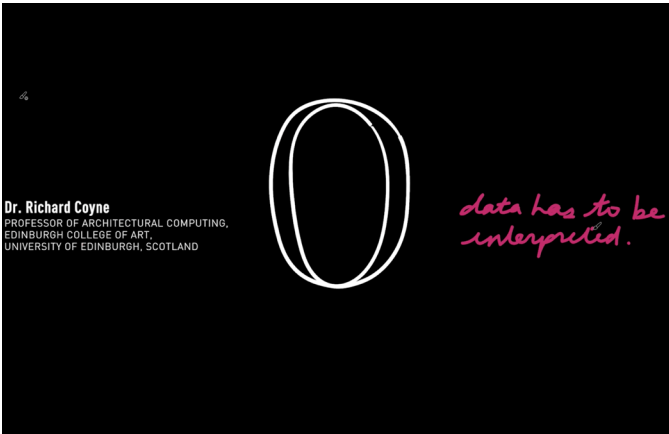 Dr. Richard Coyne
PROFESSOR OF ARCHITECTURAL COMPUTING,
EDINBURGH COLLEGE OF ART,
UNIVERSITY OF EDINBURGH, SCOTLAND
data has to be
interpreted.